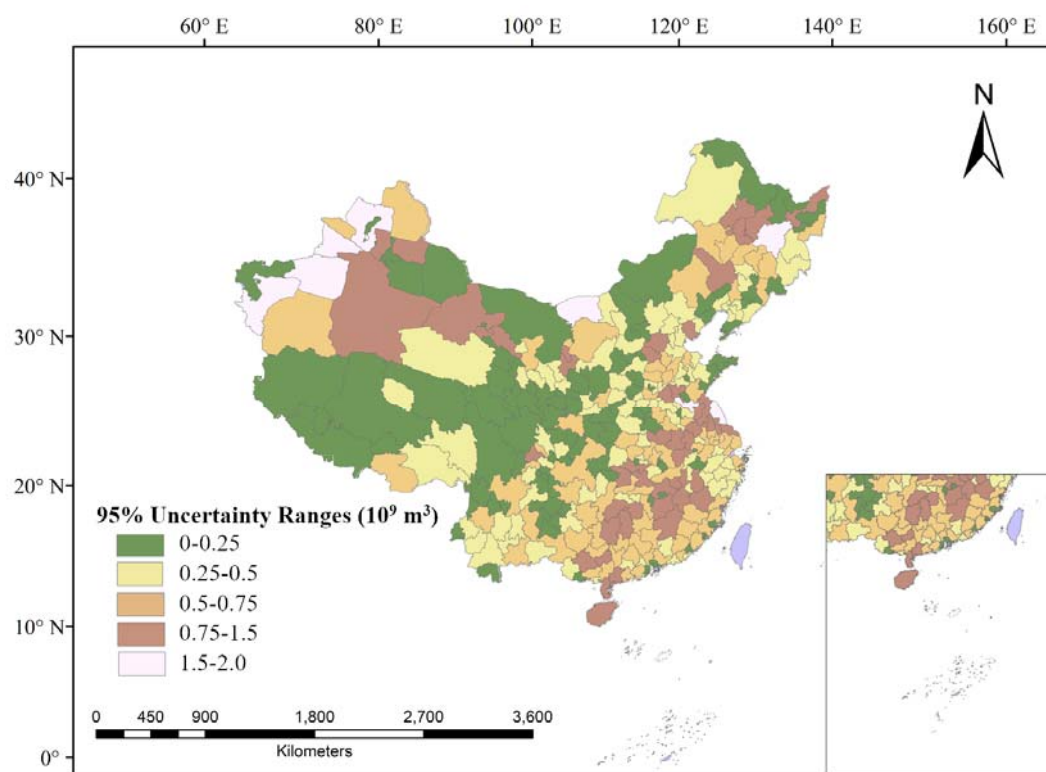 60° E 80° E 100° E 120° E 140° E 160° E
N
40° N
30° N
20° N
10° N
0°
95% Uncertainty Ranges (10⁹ m³)
0-0.25
0.25-0.5
0.5-0.75
0.75-1.5
1.5-2.0
0 450 900 1,800 2,700 3,600
Kilometers